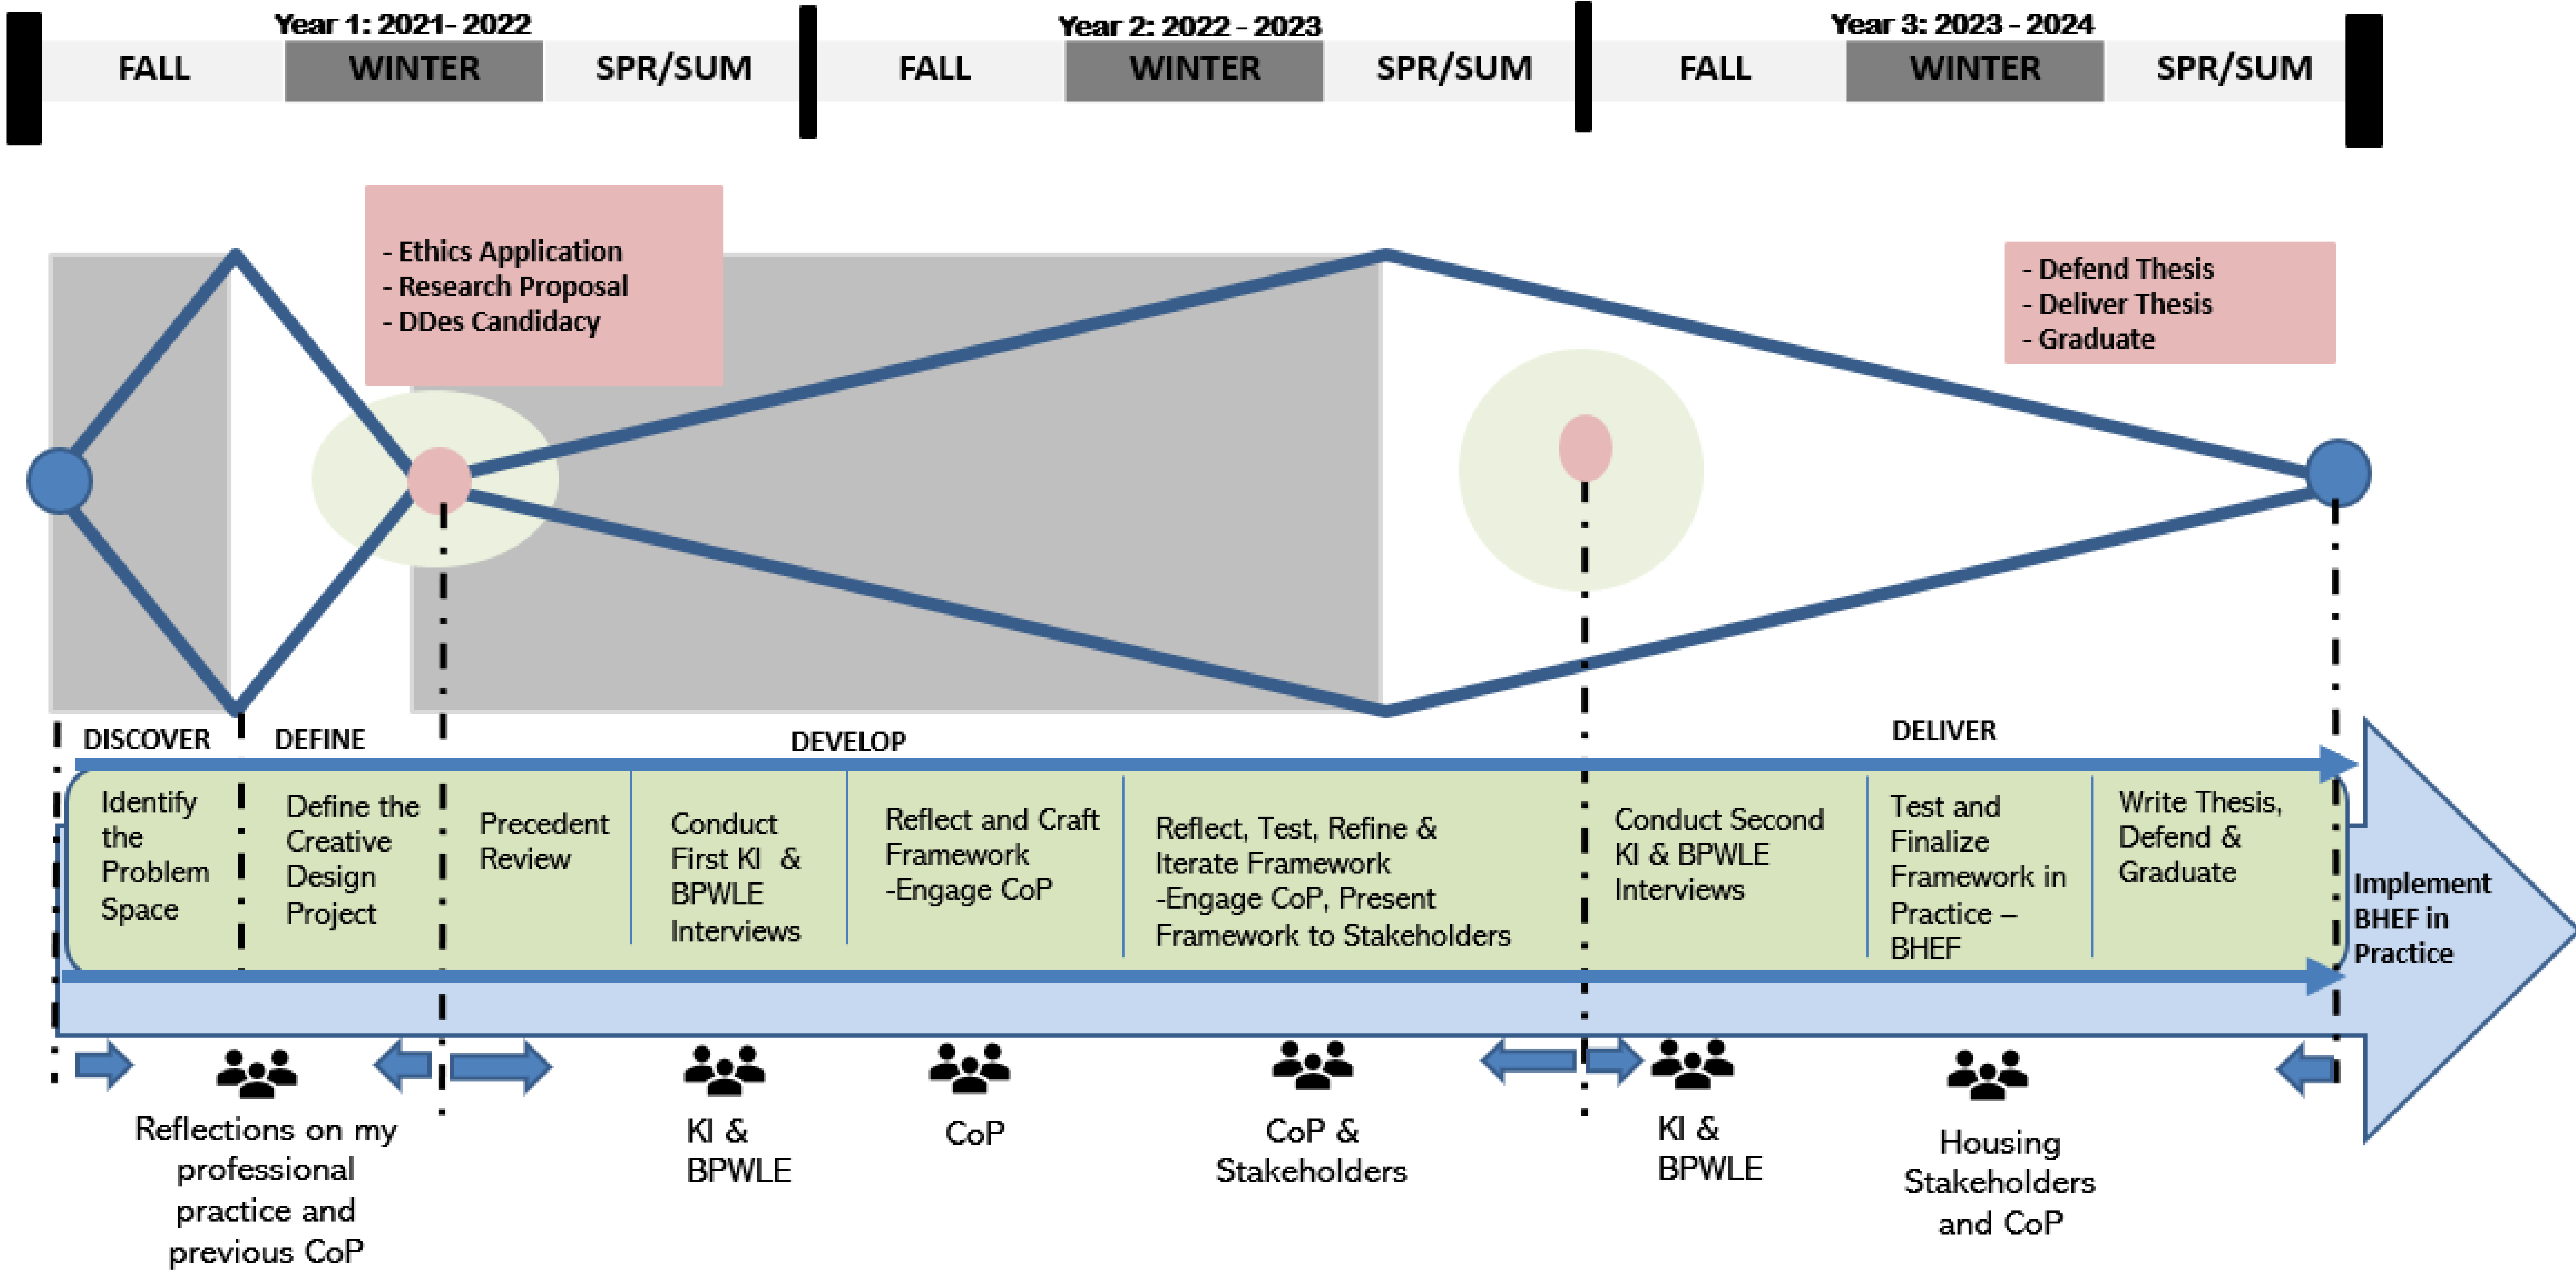 Year 1: 2021- 2022
Year 2: 2022 - 2023
Year 3: 2023 - 2024
FALL
WINTER
SPR/SUM
FALL
WINTER
SPR/SUM
FALL
WINTER
SPR/SUM
- Ethics Application
- Research Proposal
- DDes Candidacy
- Defend Thesis
- Deliver Thesis
- Graduate
DISCOVER
DEFINE
DEVELOP
DELIVER
Identify
the
Problem
Space
Define the
Creative
Design
Project
Precedent
Review
Conduct
First KI &
BPWLE
Interviews
Reflect and Craft
Framework
-Engage CoP
Reflect, Test, Refine &
Iterate Framework
-Engage CoP, Present
Framework to Stakeholders
Conduct Second
KI & BPWLE
Interviews
Test and
Finalize
Framework in
Practice –
BHEF
Write Thesis,
Defend &
Graduate
Implement
BHEF in
Practice
Reflections on my
professional
practice and
previous CoP
KI &
BPWLE
CoP
CoP &
Stakeholders
KI &
BPWLE
Housing
Stakeholders
and CoP